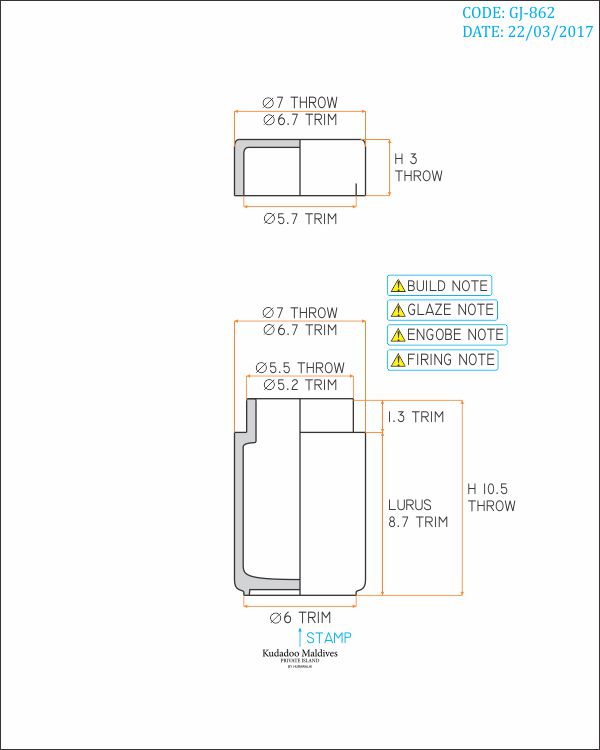 CODE: GJ-862
DATE: 22/03/2017
Ø7 THROW
Ø6.7 TRIM
H 3
THROW
Ø5.7 TRIM
BUILD NOTE
GLAZE NOTE
ENGOBE NOTE
FIRING NOTE
Ø7 THROW
Ø6.7 TRIM
Ø5.5 THROW
Ø5.2 TRIM
1.3 TRIM
H 10.5
THROW
LURUS
8.7 TRIM
Ø6 TRIM
STAMP
Kudadoo Maldives
PRIVATE ISLAND
BY HURAWALHI